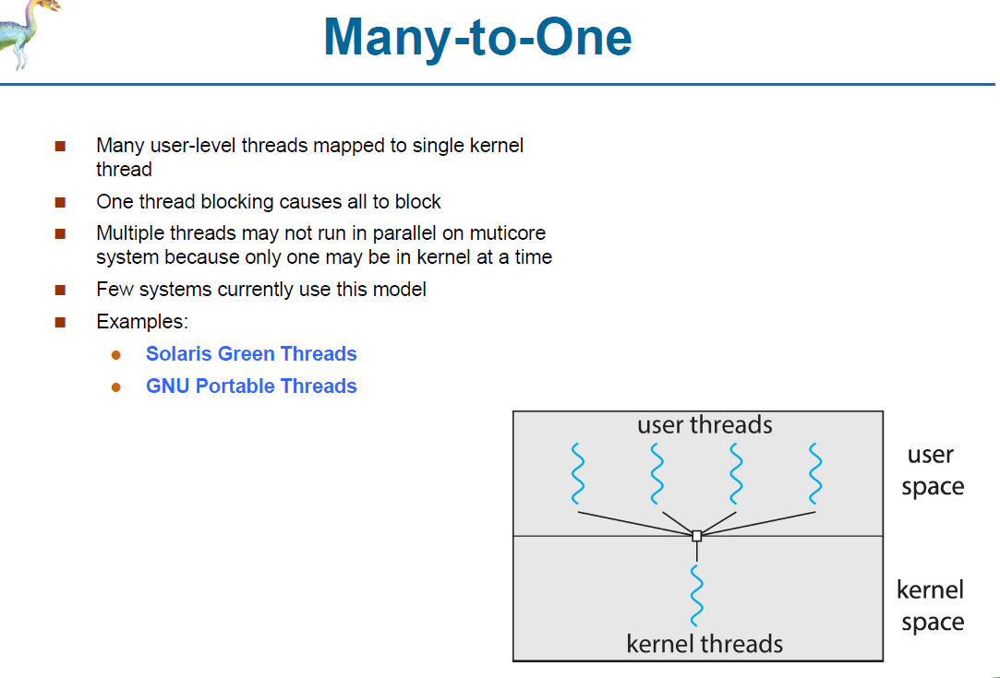 Many-to-One
Many user-level threads mapped to single kernel
thread
One thread blocking causes all to block
Multiple threads may not run in parallel on muticore
system because only one may be in kernel at a time
Few systems currently use this model
Examples:
Solaris Green Threads
GNU Portable Threads
user threads
user
space
kernel
space
kernel threads